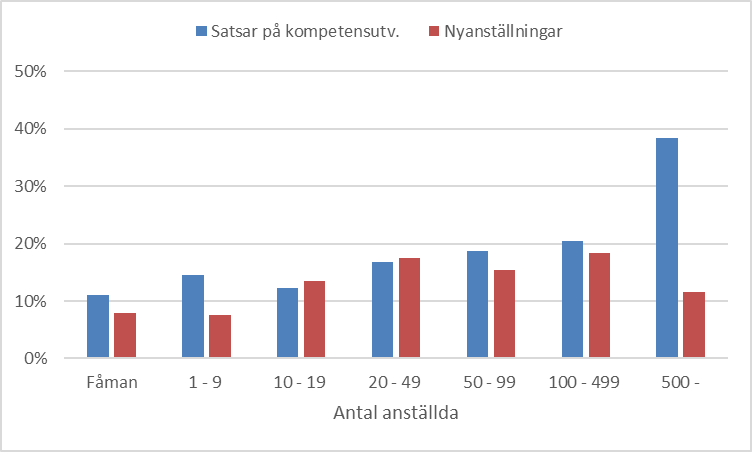 Satsar på kompetensutv. Nyanställningar
50%
40%
30%
20%
10%
0%
Fåman 1 - 9 10 - 19 20 - 49 50 - 99 100 - 499 500 -
Antal anställda